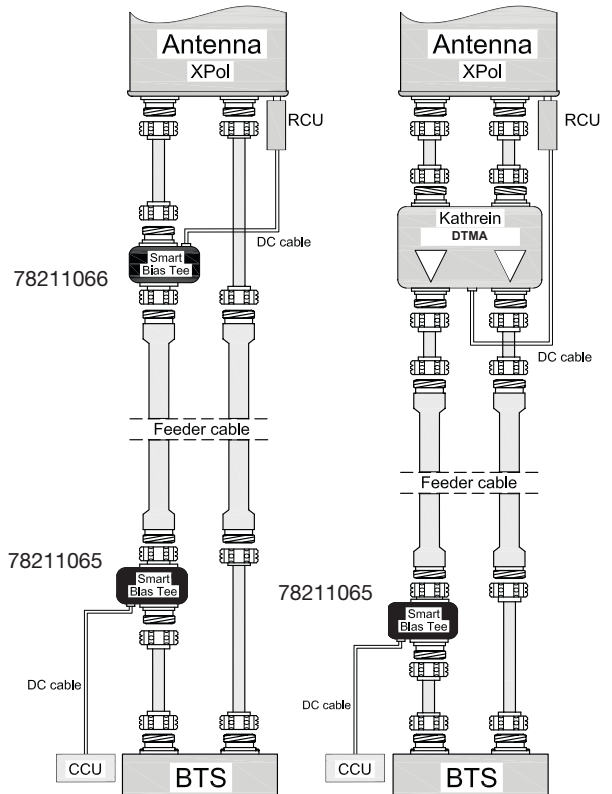 Antenna
XPol
RCU
DC cable
Smart
Bias Tee
78211066
Feeder cable
78211065
Smart
Bias Tee
DC cable
CCU
BTS
Antenna
XPol
RCU
Kathrein
DTMA
DC cable
Feeder cable
78211065
Smart
Bias Tee
DC cable
CCU
BTS